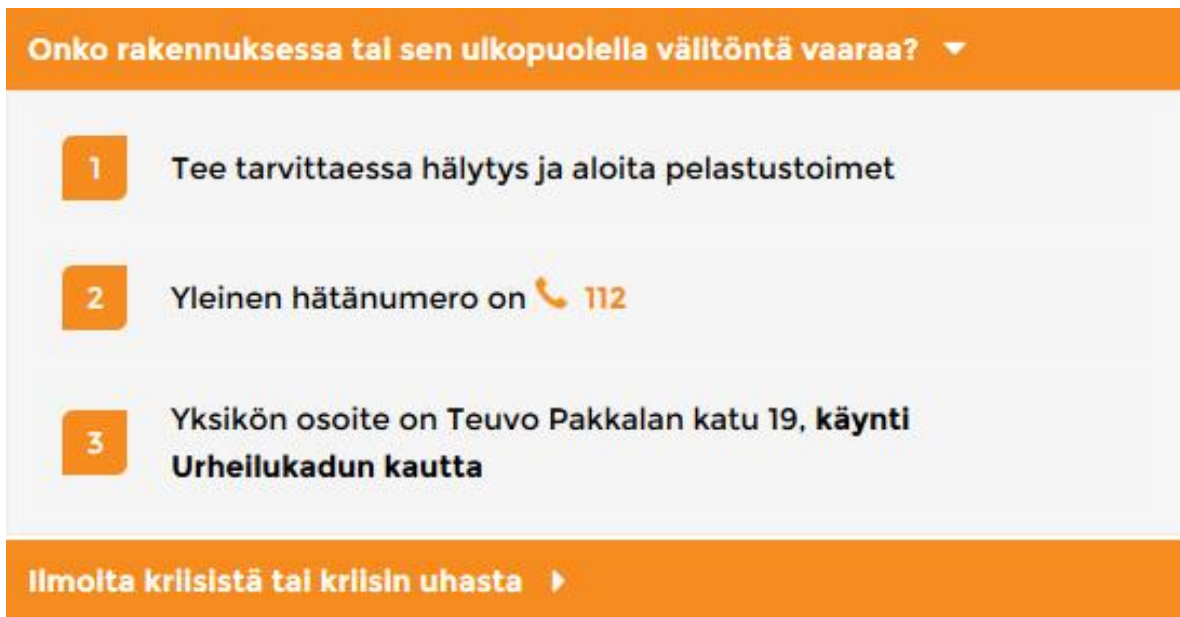 Onko rakennuksessa tai sen ulkopuolella välitöntä vaaraa?
1 Tee tarvittaessa hälytys ja aloita pelastustoimet
2 Yleinen hätänumero on 112
3 Yksikön osoite on Teuvo Pakkalan katu 19, käynti
Urheilukadun kautta
Ilmoita kriisistä tai kriisin uhasta